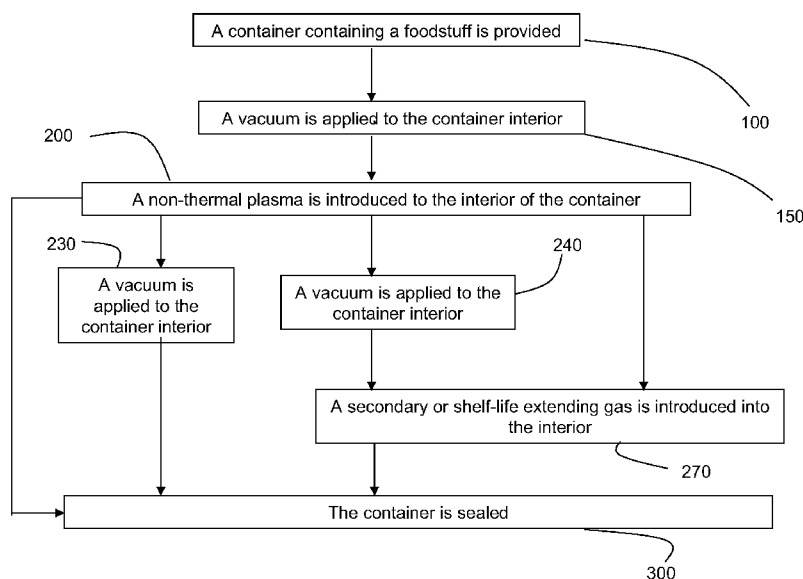 A container containing a foodstuff is provided
100
A vacuum is applied to the container interior
200
150
A non-thermal plasma is introduced to the interior of the container
230
240
A vacuum is
applied to the
container interior
A vacuum is applied to the
container interior
A secondary or shelf-life extending gas is introduced into
the interior
270
The container is sealed
300